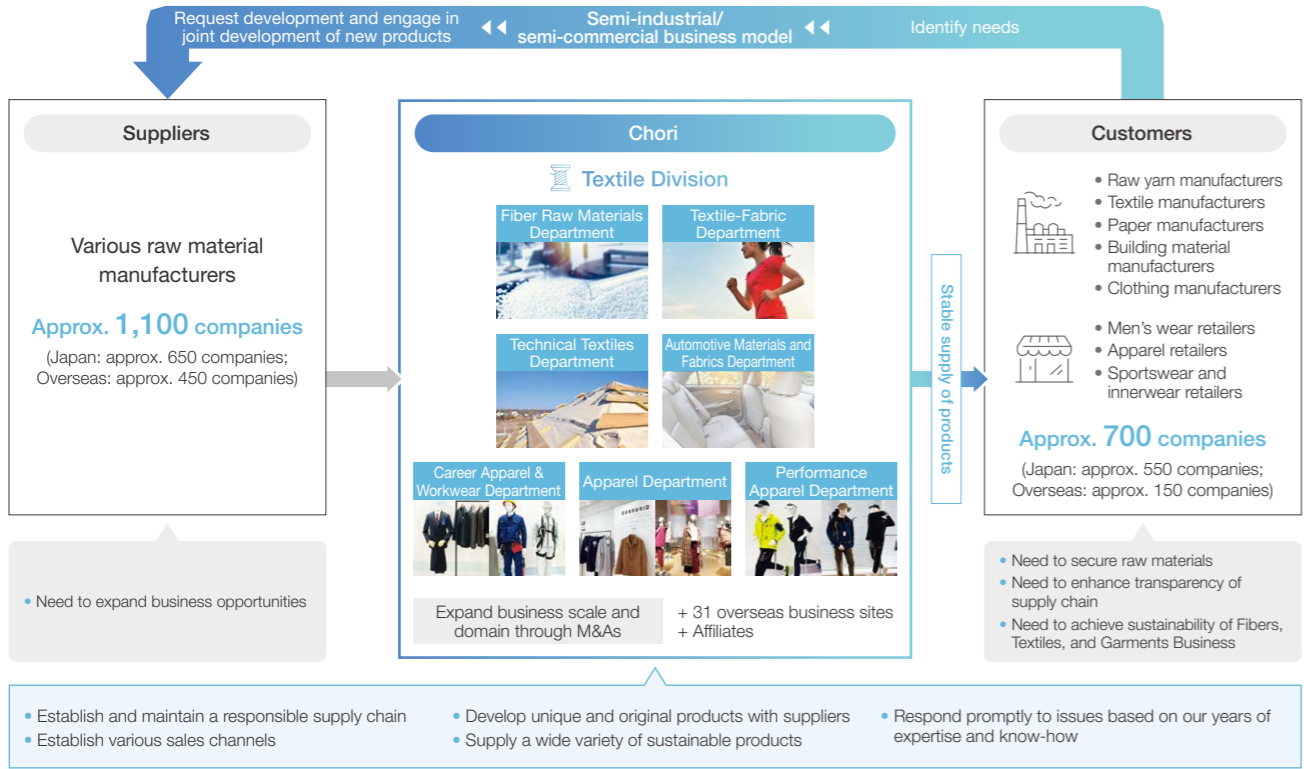 Request development and engage in
joint development of new products
Semi-industrial/
semi-commercial business model
Identify needs
Suppliers
Various raw material
manufacturers
Approx. 1,100 companies
(Japan: approx. 650 companies;
Overseas: approx. 450 companies)
• Need to expand business opportunities
Chori
Textile Division
Fiber Raw Materials
Department
Textile-Fabric
Department
Technical Textiles
Department
Automotive Materials and
Fabrics Department
Career Apparel &
Workwear Department
Apparel Department
Performance
Apparel Department
Expand business scale and
domain through M&As
+ 31 overseas business sites
+ Affiliates
Stable supply of products
Customers
• Raw yarn manufacturers
• Textile manufacturers
• Paper manufacturers
• Building material
manufacturers
• Clothing manufacturers
• Men's wear retailers
• Apparel retailers
• Sportswear and
innerwear retailers
Approx. 700 companies
(Japan: approx. 550 companies;
Overseas: approx. 150 companies)
• Need to secure raw materials
• Need to enhance transparency of
supply chain
• Need to achieve sustainability of Fibers,
Textiles, and Garments Business
• Establish and maintain a responsible supply chain
• Establish various sales channels
• Develop unique and original products with suppliers
• Supply a wide variety of sustainable products
• Respond promptly to issues based on our years of
expertise and know-how